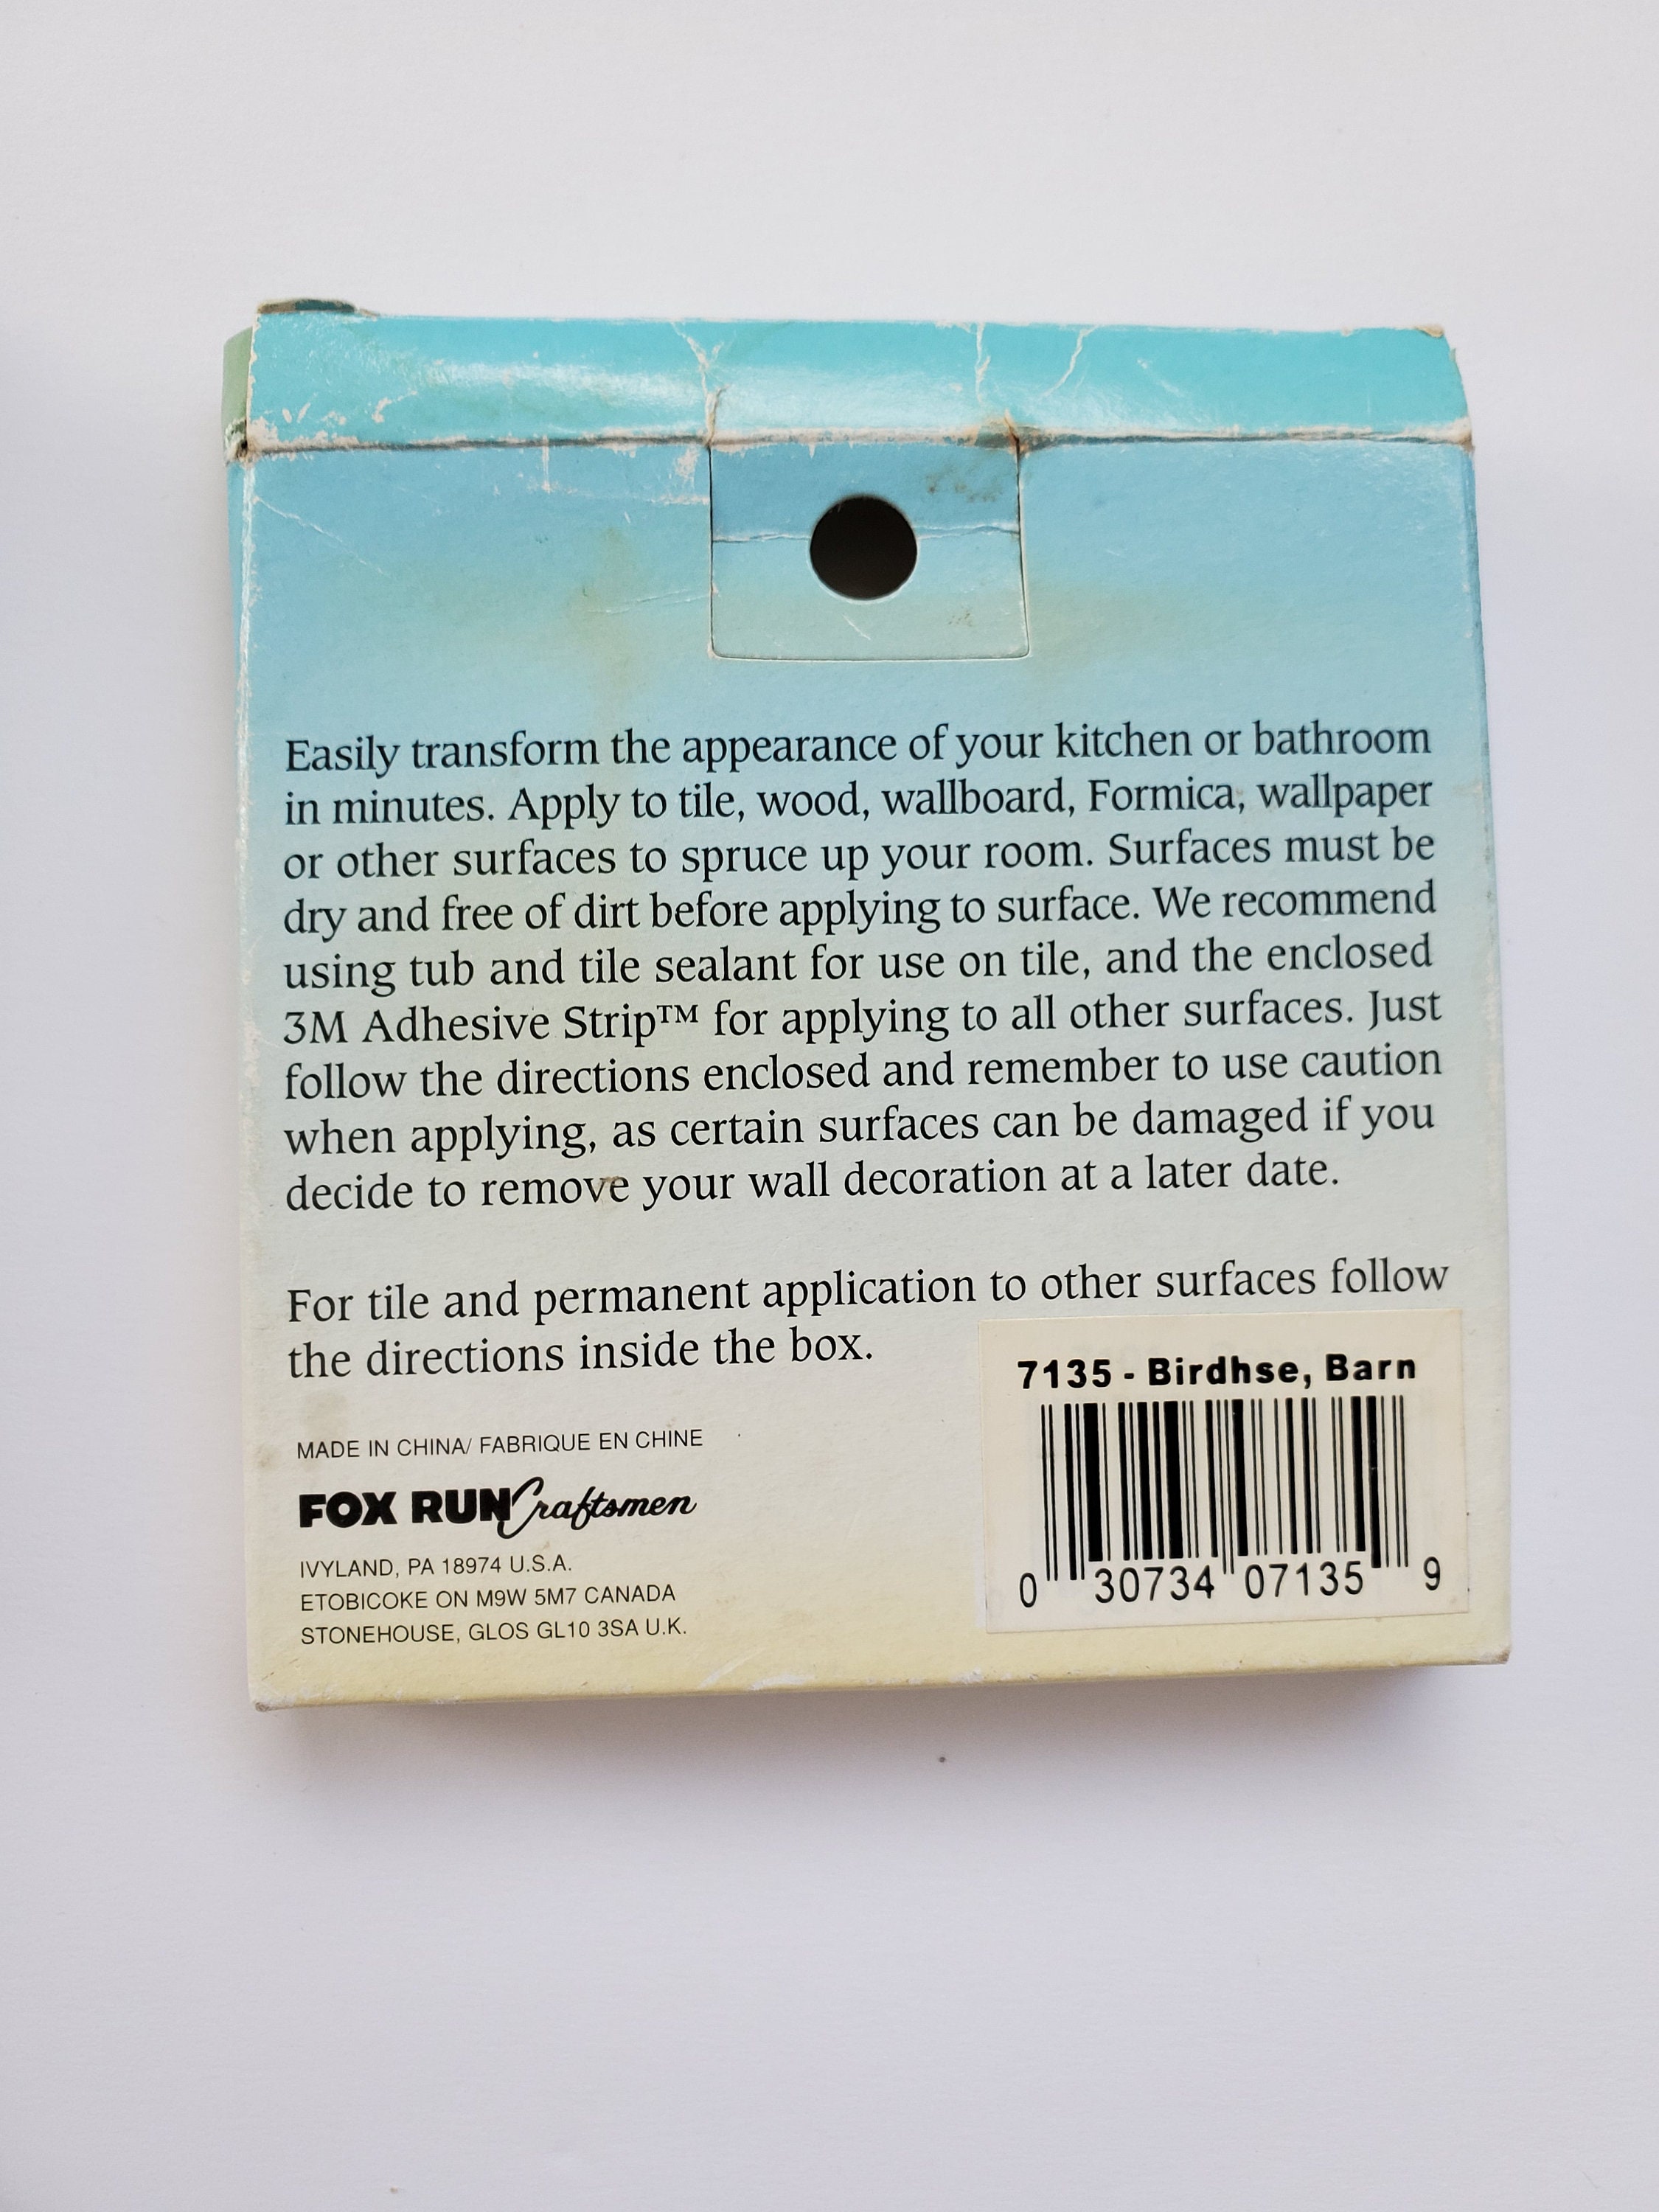 Easily transform the appearance of your kitchen or bathroom
in minutes. Apply to tile, wood, wallboard, Formica, wallpaper
or other surfaces to spruce up your room. Surfaces must be
dry and free of dirt before applying to surface. We recommend
using tub and tile sealant for use on tile, and the enclosed
3M Adhesive Strip™ for applying to all other surfaces. Just
follow the directions enclosed and remember to use caution
when applying, as certain surfaces can be damaged if you
decide to remove your wall decoration at a later date.
For tile and permanent application to other surfaces follow
the directions inside the box.
MADE IN CHINA/ FABRIQUE EN CHINE
FOX RUN Craftsmen
IVYLAND, PA 18974 U.S.A.
ETOBICOKE ON M9W 5M7 CANADA
STONEHOUSE, GLOS GL10 3SA U.K.
7135 - Birdhse, Barn
0 30734 07135 9